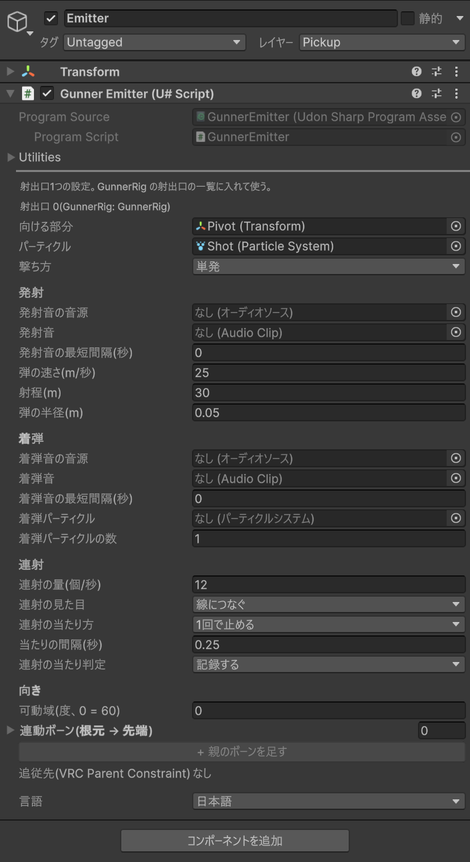 Emitter
静的
タグ Untagged レイヤー Pickup
Transform
Gunner Emitter (U# Script)
Program Source GunnerEmitter (Udon Sharp Program Asse
Program Script GunnerEmitter
Utilities
射出口1つの設定。GunnerRig の射出口の一覧に入れて使う。
射出口 0(GunnerRig: GunnerRig)
向ける部分 Pivot (Transform)
パーティクル Shot (Particle System)
撃ち方 単発
発射
発射音の音源 なし (オーディオソース)
発射音 なし (Audio Clip)
発射音の最短間隔(秒) 0
弾の速さ(m/秒) 25
射程(m) 30
弾の半径(m) 0.05
着弾
着弾音の音源 なし (オーディオソース)
着弾音 なし (Audio Clip)
着弾音の最短間隔(秒) 0
着弾パーティクル なし (パーティクルシステム)
着弾パーティクルの数 1
連射
連射の量(個/秒) 12
連射の見た目 線につなぐ
連射の当たり方 1回で止める
当たりの間隔(秒) 0.25
連射の当たり判定 記録する
向き
可動域(度、0 = 60) 0
連動ボーン(根元 → 先端) 0
+ 親のボーンを足す
追従先(VRC Parent Constraint) なし
言語 日本語
コンポーネントを追加